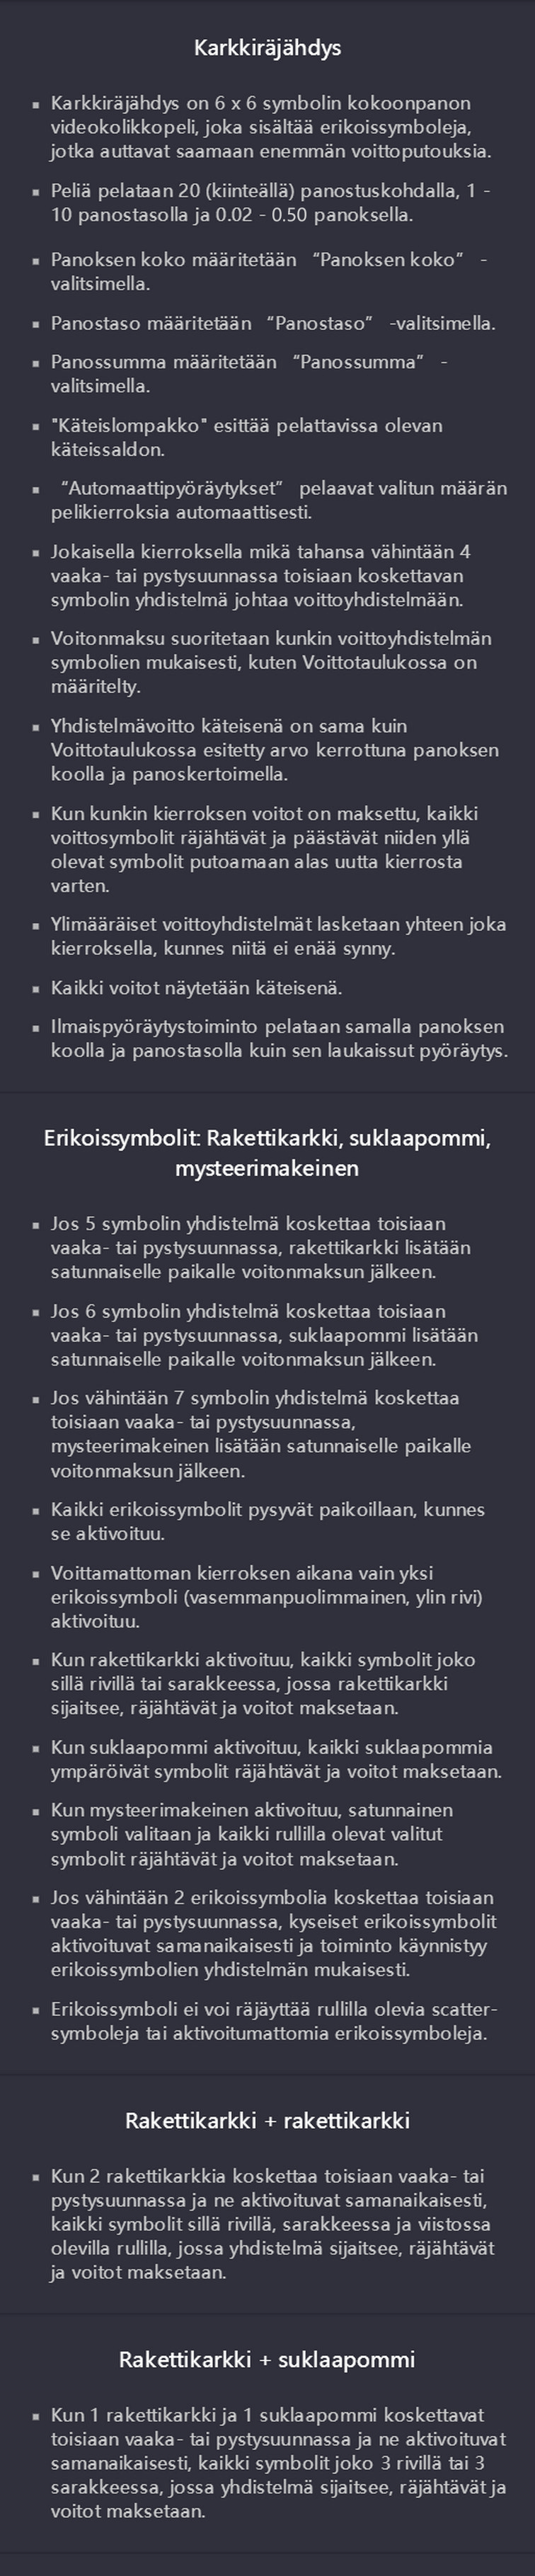 Karkkiräjähdys
▪ Karkkiräjähdys on 6 x 6 symbolin kokoonpanon
videokolikkopeli, joka sisältää erikoissymboleja,
jotka auttavat saamaan enemmän voittoputouksia.
▪ Peliä pelataan 20 (kiinteällä) panostuskohdalla, 1 -
10 panostasolla ja 0.02 - 0.50 panoksella.
▪ Panoksen koko määritetään “Panoksen koko” -
valitsimella.
▪ Panostaso määritetään “Panostaso” -valitsimella.
▪ Panossumma määritetään “Panossumma” -
valitsimella.
▪ "Käteislompakko" esittää pelattavissa olevan
käteissaldon.
▪ “Automaattipyöräytykset” pelaavat valitun määrän
pelikierroksia automaattisesti.
▪ Jokaisella kierroksella mikä tahansa vähintään 4
vaaka- tai pystysuunnassa toisiaan koskettavan
symbolin yhdistelmä johtaa voittoyhdistelmään.
▪ Voitonmaksu suoritetaan kunkin voittoyhdistelmän
symbolien mukaisesti, kuten Voittotaulukossa on
määritelty.
▪ Yhdistelmävoitto käteisenä on sama kuin
Voittotaulukossa esitetty arvo kerrottuna panoksen
koolla ja panoskertoimella.
▪ Kun kunkin kierroksen voitot on maksettu, kaikki
voittosymbolit räjähtävät ja päästävät niiden yllä
olevat symbolit putoamaan alas uutta kierrosta
varten.
▪ Ylimääräiset voittoyhdistelmät lasketaan yhteen joka
kierroksella, kunnes niitä ei enää synny.
▪ Kaikki voitot näytetään käteisenä.
▪ Ilmaispyöräytystoiminto pelataan samalla panoksen
koolla ja panostasolla kuin sen laukaissut pyöräytys.
Erikoissymbolit: Rakettikarkki, suklaapommi,
mysteerimakeinen
▪ Jos 5 symbolin yhdistelmä koskettaa toisiaan
vaaka- tai pystysuunnassa, rakettikarkki lisätään
satunnaiselle paikalle voitonmaksun jälkeen.
▪ Jos 6 symbolin yhdistelmä koskettaa toisiaan
vaaka- tai pystysuunnassa, suklaapommi lisätään
satunnaiselle paikalle voitonmaksun jälkeen.
▪ Jos vähintään 7 symbolin yhdistelmä koskettaa
toisiaan vaaka- tai pystysuunnassa,
mysteerimakeinen lisätään satunnaiselle paikalle
voitonmaksun jälkeen.
▪ Kaikki erikoissymbolit pysyvät paikoillaan, kunnes
se aktivoituu.
▪ Voittamattoman kierroksen aikana vain yksi
erikoissymboli (vasemmanpuolimmainen, ylin rivi)
aktivoituu.
▪ Kun rakettikarkki aktivoituu, kaikki symbolit joko
sillä rivillä tai sarakkeessa, jossa rakettikarkki
sijaitsee, räjähtävät ja voitot maksetaan.
▪ Kun suklaapommi aktivoituu, kaikki suklaapommia
ympäröivät symbolit räjähtävät ja voitot maksetaan.
▪ Kun mysteerimakeinen aktivoituu, satunnainen
symboli valitaan ja kaikki rullilla olevat valitut
symbolit räjähtävät ja voitot maksetaan.
▪ Jos vähintään 2 erikoissymbolia koskettaa toisiaan
vaaka- tai pystysuunnassa, kyseiset erikoissymbolit
aktivoituvat samanaikaisesti ja toiminto käynnistyy
erikoissymbolien yhdistelmän mukaisesti.
▪ Erikoissymboli ei voi räjäyttää rullilla olevia scatter-
symboleja tai aktivoitumattomia erikoissymboleja.
Rakettikarkki + rakettikarkki
▪ Kun 2 rakettikarkkia koskettaa toisiaan vaaka- tai
pystysuunnassa ja ne aktivoituvat samanaikaisesti,
kaikki symbolit sillä rivillä, sarakkeessa ja viistossa
olevilla rullilla, jossa yhdistelmä sijaitsee, räjähtävät
ja voitot maksetaan.
Rakettikarkki + suklaapommi
▪ Kun 1 rakettikarkki ja 1 suklaapommi koskettavat
toisiaan vaaka- tai pystysuunnassa ja ne aktivoituvat
samanaikaisesti, kaikki symbolit joko 3 rivillä tai 3
sarakkeessa, jossa yhdistelmä sijaitsee, räjähtävät ja
voitot maksetaan.